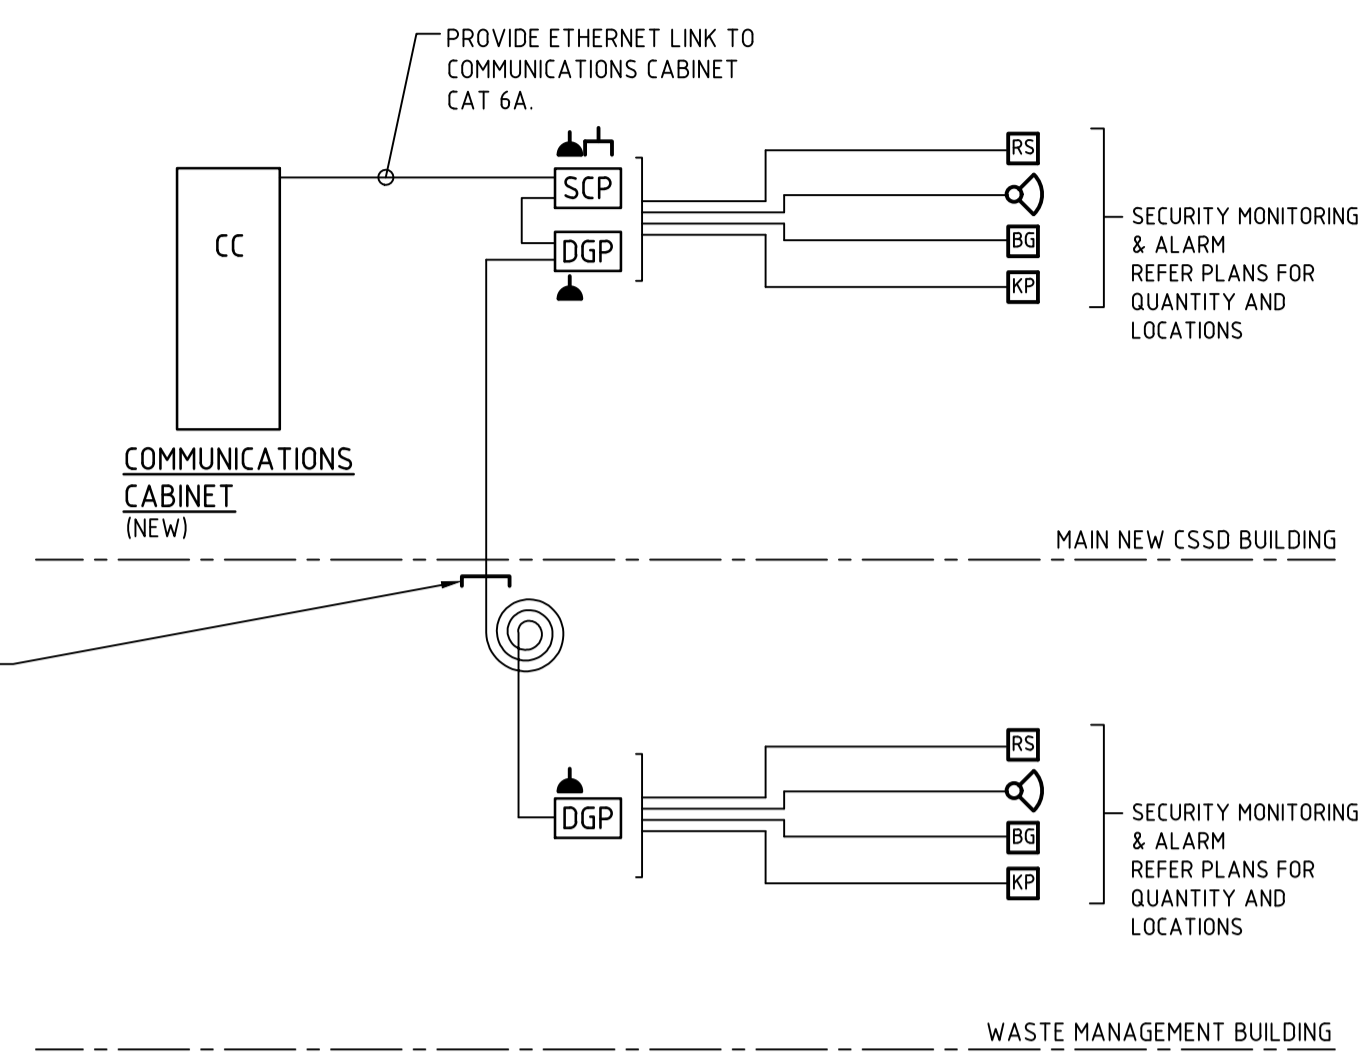 PROVIDE ETHERNET LINK TO
COMMUNICATIONS CABINET
CAT 6A.
CC
SCP
DGP
RS
BG
KP
SECURITY MONITORING
& ALARM
REFER PLANS FOR
QUANTITY AND
LOCATIONS
COMMUNICATIONS
CABINET
(NEW)
MAIN NEW CSSD BUILDING
DGP
RS
BG
KP
SECURITY MONITORING
& ALARM
REFER PLANS FOR
QUANTITY AND
LOCATIONS
WASTE MANAGEMENT BUILDING